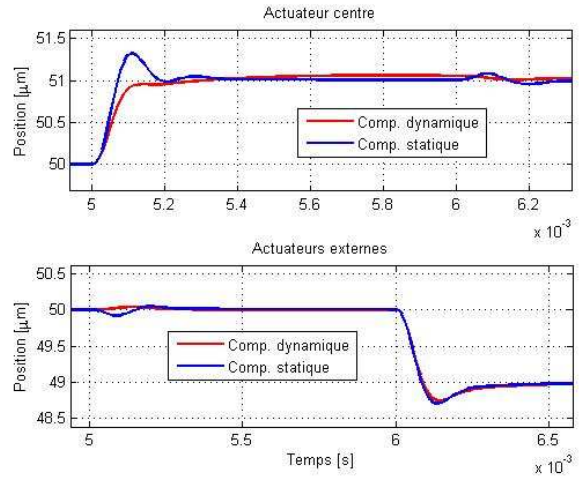 Actuateur centre
51.5
51
50.5
50
Position [µm]
Comp. dynamique
Comp. statique
5
5.2
5.4
5.6
5.8
6
6.2
x 10⁻³
Actuateurs externes
50.5
50
49.5
49
48.5
Position [µm]
Comp. dynamique
Comp. statique
5
5.5
6
6.5
x 10⁻³
Temps [s]